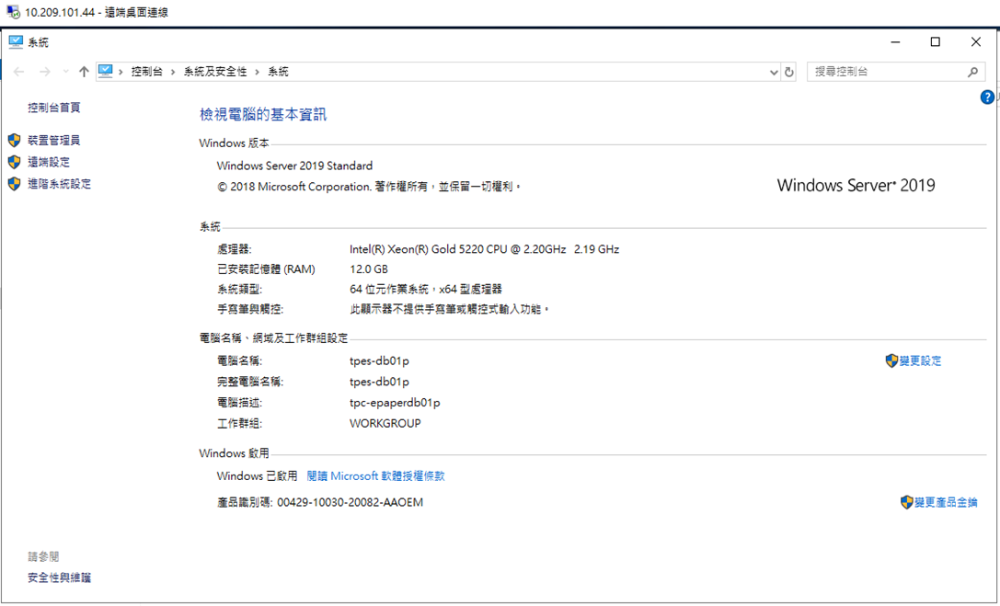 10.209.101.44 - 遠端桌面連線
系統
控制台 › 系統及安全性 › 系統
搜尋控制台
控制台首頁
裝置管理員
遠端設定
進階系統設定
檢視電腦的基本資訊
Windows 版本
Windows Server 2019 Standard
© 2018 Microsoft Corporation. 著作權所有,並保留一切權利。
Windows Server® 2019
系統
處理器: Intel(R) Xeon(R) Gold 5220 CPU @ 2.20GHz 2.19 GHz
已安裝記憶體 (RAM) 12.0 GB
系統類型: 64 位元作業系統,x64 型處理器
手寫筆與觸控: 此顯示器不提供手寫筆或觸控式輸入功能。
電腦名稱、網域及工作群組設定
電腦名稱: tpes-db01p 變更設定
完整電腦名稱: tpes-db01p
電腦描述: tpc-epaperdb01p
工作群組: WORKGROUP
Windows 啟用
Windows 已啟用 閱讀 Microsoft 軟體授權條款
產品識別碼: 00429-10030-20082-AAOEM 變更產品金鑰
請參閱
安全性與維護